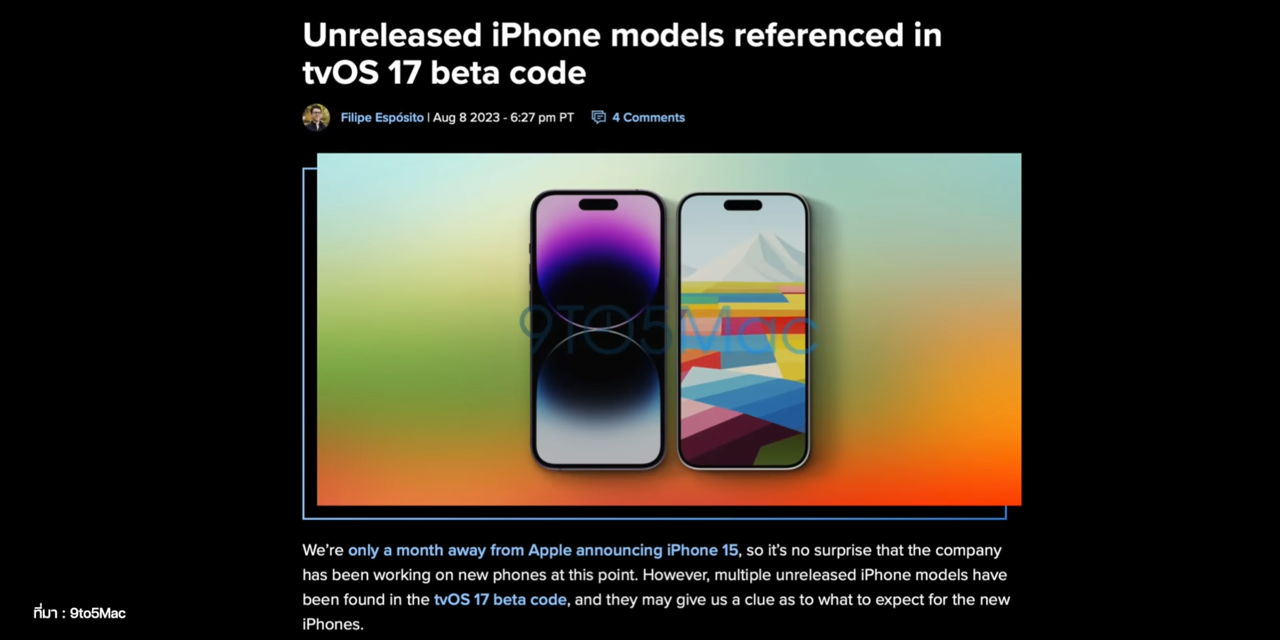 Unreleased iPhone models referenced in
tvOS 17 beta code
Filipe Espósito | Aug 8 2023 - 6:27 pm PT 4 Comments
9TO5Mac
We're only a month away from Apple announcing iPhone 15, so it's no surprise that the company
has been working on new phones at this point. However, multiple unreleased iPhone models have
been found in the tvOS 17 beta code, and they may give us a clue as to what to expect for the new
iPhones.
ที่มา : 9to5Mac